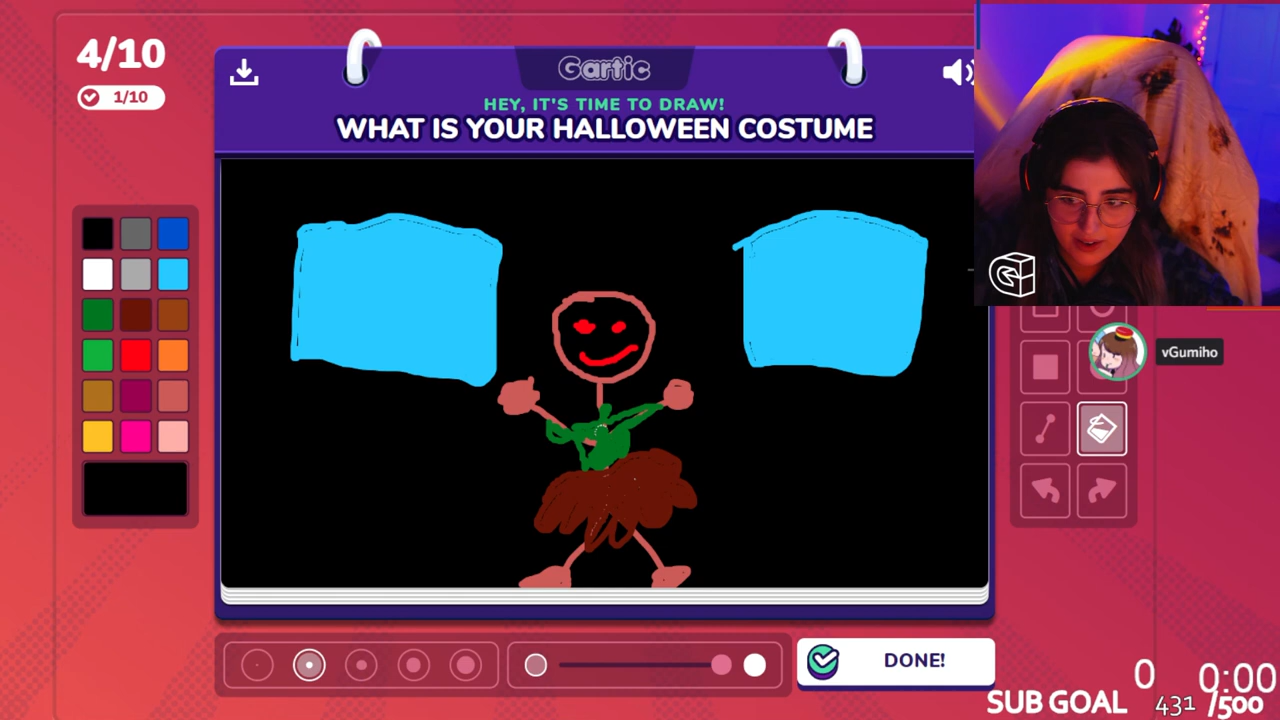 4/10
1/10
Gartic
HEY, IT'S TIME TO DRAW!
WHAT IS YOUR HALLOWEEN COSTUME
vGumiho
DONE!
0 0:00
SUB GOAL 431 /500